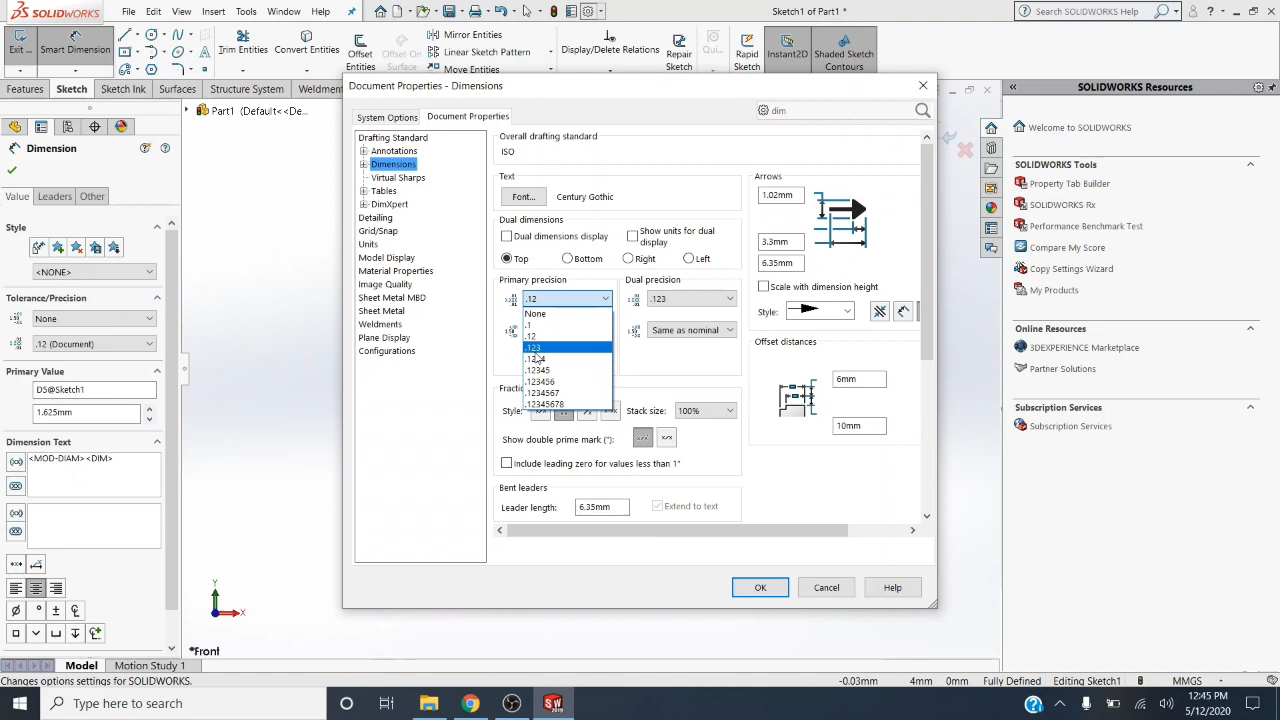 SOLIDWORKS
File Edit View Insert Tools Window Help
Sketch1 of Part1 *
Search SOLIDWORKS Help
Exit ...
Smart Dimension
Trim Entities
Convert Entities
Offset Entities
Offset On Surface
Mirror Entities
Linear Sketch Pattern
Move Entities
Display/Delete Relations
Repair Sketch
Qui...
Rapid Sketch
Instant2D
Shaded Sketch Contours
Features Sketch Sketch Ink Surfaces Structure System Weldments
Part1 (Default<<De...
Dimension
Value Leaders Other
Style
<NONE>
Tolerance/Precision
None
.12 (Document)
Primary Value
D5@Sketch1
1.625mm
Dimension Text
<MOD-DIAM> <DIM>
Document Properties - Dimensions
System Options Document Properties
dim
Drafting Standard
Annotations
Dimensions
Virtual Sharps
Tables
DimXpert
Detailing
Grid/Snap
Units
Model Display
Material Properties
Image Quality
Sheet Metal MBD
Sheet Metal
Weldments
Plane Display
Configurations
Overall drafting standard
ISO
Text
Font... Century Gothic
Dual dimensions
Dual dimensions display
Show units for dual display
Top Bottom Right Left
Primary precision
.12
None
.1
.12
.123
.1234
.12345
.123456
.1234567
.12345678
Dual precision
.123
Same as nominal
Style: Stack size: 100%
Show double prime mark ("):
Include leading zero for values less than 1"
Bent leaders
Leader length: 6.35mm Extend to text
Arrows
1.02mm
3.3mm
6.35mm
Scale with dimension height
Style:
Offset distances
6mm
10mm
OK Cancel Help
SOLIDWORKS Resources
Welcome to SOLIDWORKS
SOLIDWORKS Tools
Property Tab Builder
SOLIDWORKS Rx
Performance Benchmark Test
Compare My Score
Copy Settings Wizard
My Products
Online Resources
3DEXPERIENCE Marketplace
Subscription Services
Subscription Services
Y
X
*Front
Model Motion Study 1
Changes options settings for SOLIDWORKS.
-0.03mm 4mm 0mm Fully Defined Editing Sketch1 MMGS
Type here to search
12:45 PM
5/12/2020